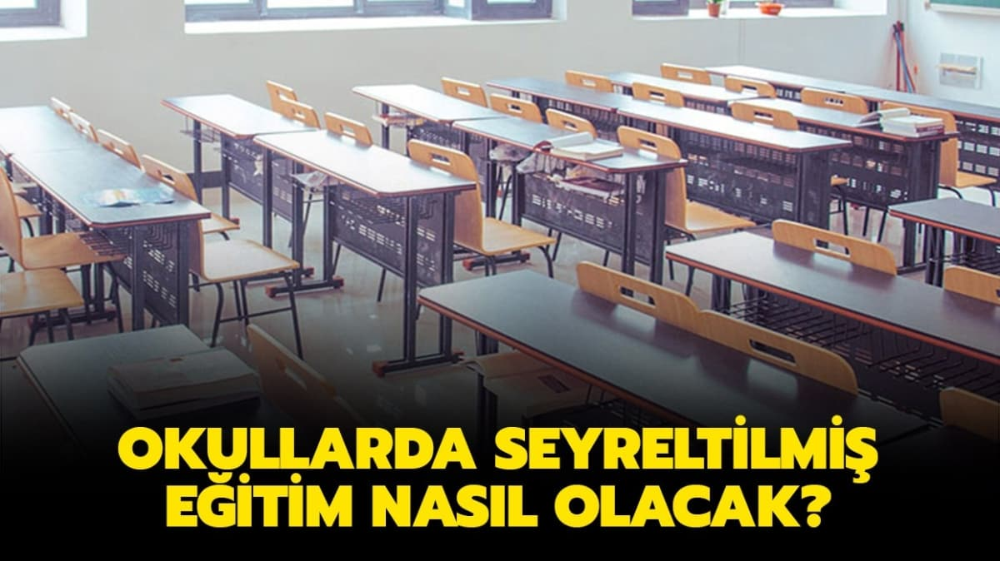 OKULLARDA SEYRELTİLMİŞ
EĞİTİM NASIL OLACAK?